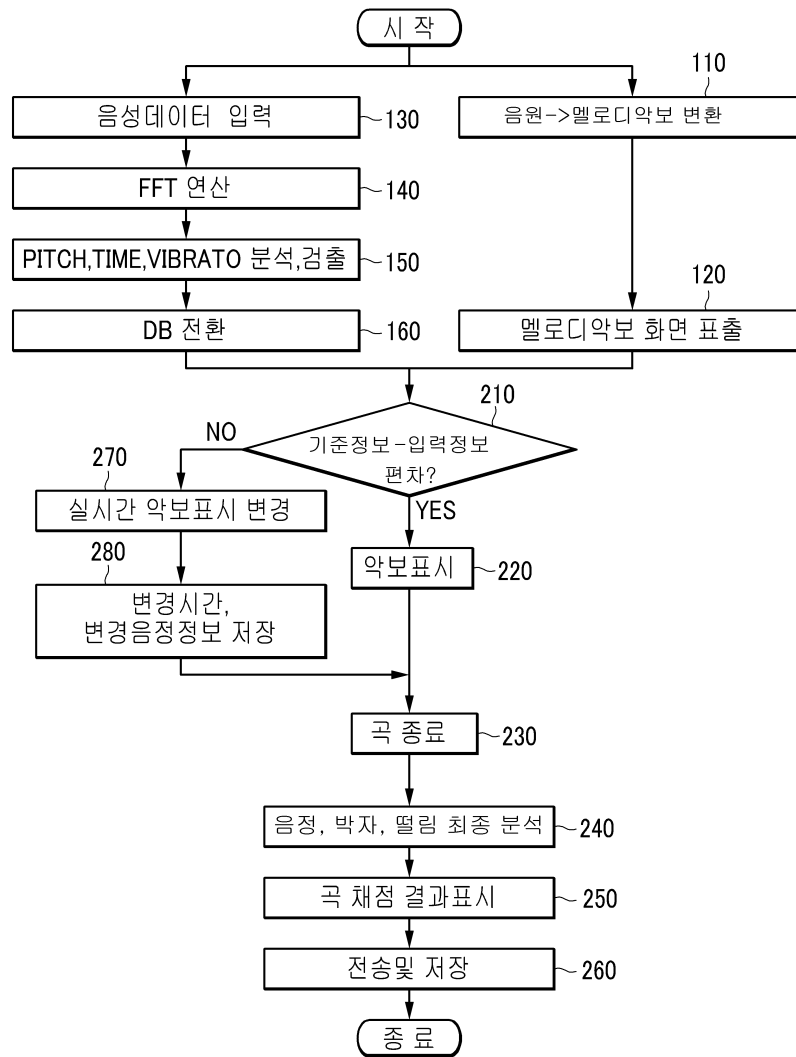 시 작
110
음성데이터 입력
130
음원->멜로디악보 변환
FFT 연산
140
PITCH,TIME,VIBRATO 분석,검출
150
120
DB 전환
160
멜로디악보 화면 표출
210
NO
기준정보-입력정보
편차?
270
YES
실시간 악보표시 변경
악보표시
220
280
변경시간,
변경음정정보 저장
곡 종료
230
음정, 박자, 떨림 최종 분석
240
곡 채점 결과표시
250
전송및 저장
260
종 료